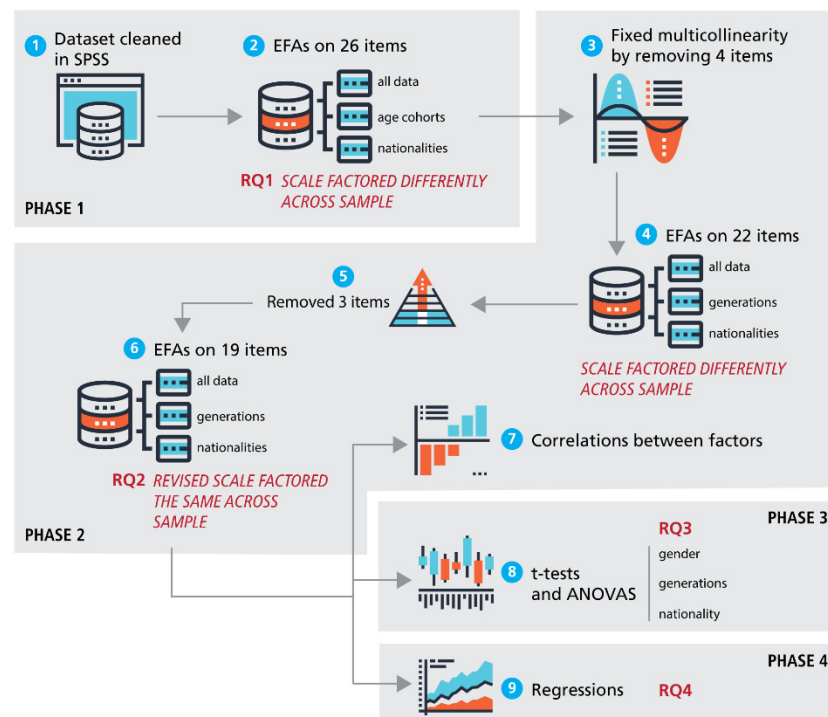 1 Dataset cleaned
in SPSS
2 EFAs on 26 items
all data
age cohorts
nationalities
RQ1 SCALE FACTORED DIFFERENTLY
ACROSS SAMPLE
PHASE 1
3 Fixed multicollinearity
by removing 4 items
4 EFAs on 22 items
all data
generations
nationalities
SCALE FACTORED DIFFERENTLY
ACROSS SAMPLE
5
Removed 3 items
6 EFAs on 19 items
all data
generations
nationalities
RQ2 REVISED SCALE FACTORED
THE SAME ACROSS
SAMPLE
PHASE 2
7 Correlations between factors
...
PHASE 3
RQ3
8 t-tests
and ANOVAS
gender
generations
nationality
PHASE 4
9 Regressions RQ4